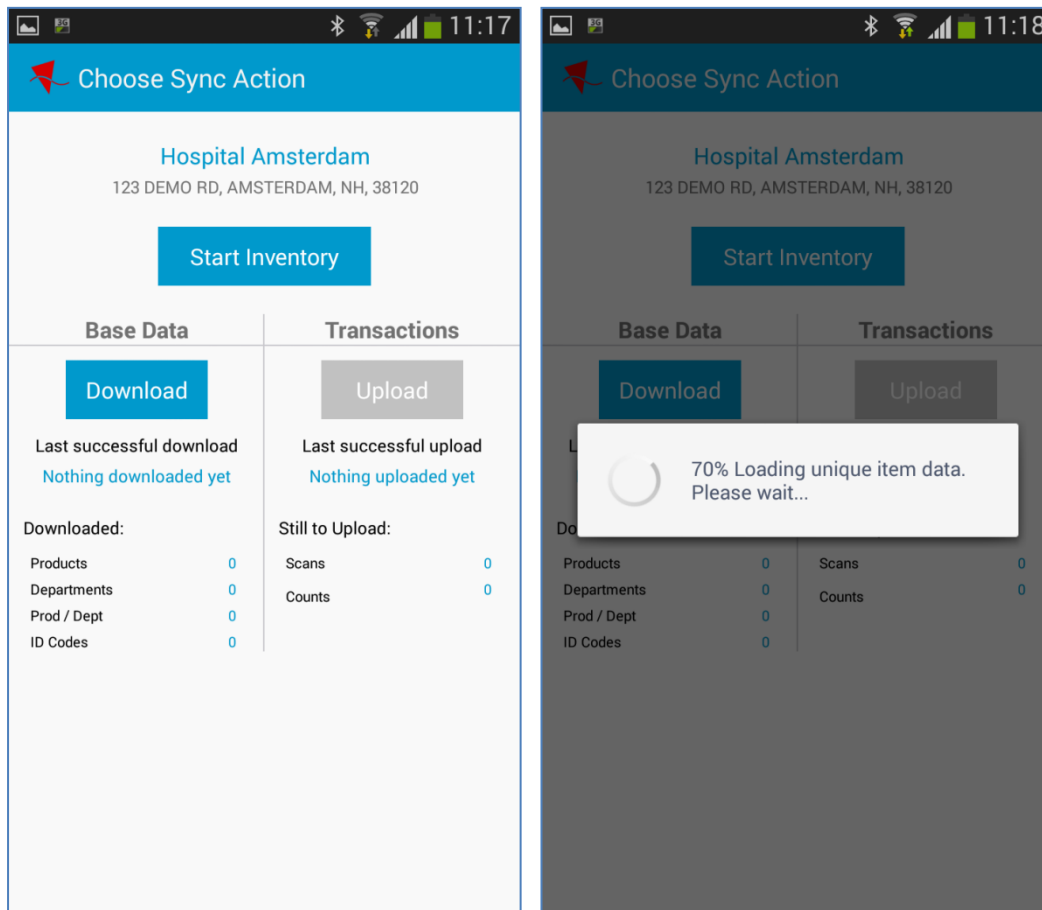 11:17
Choose Sync Action
Hospital Amsterdam
123 DEMO RD, AMSTERDAM, NH, 38120
Start Inventory
Base Data Transactions
Download Upload
Last successful download Last successful upload
Nothing downloaded yet Nothing uploaded yet
Downloaded: Still to Upload:
Products 0 Scans 0
Departments 0 Counts 0
Prod / Dept 0
ID Codes 0
3G 11:18
Choose Sync Action
Hospital Amsterdam
123 DEMO RD, AMSTERDAM, NH, 38120
Start Inventory
Base Data Transactions
Download Upload
L
70% Loading unique item data.
Please wait...
Do
Products 0 Scans 0
Departments 0 Counts 0
Prod / Dept 0
ID Codes 0